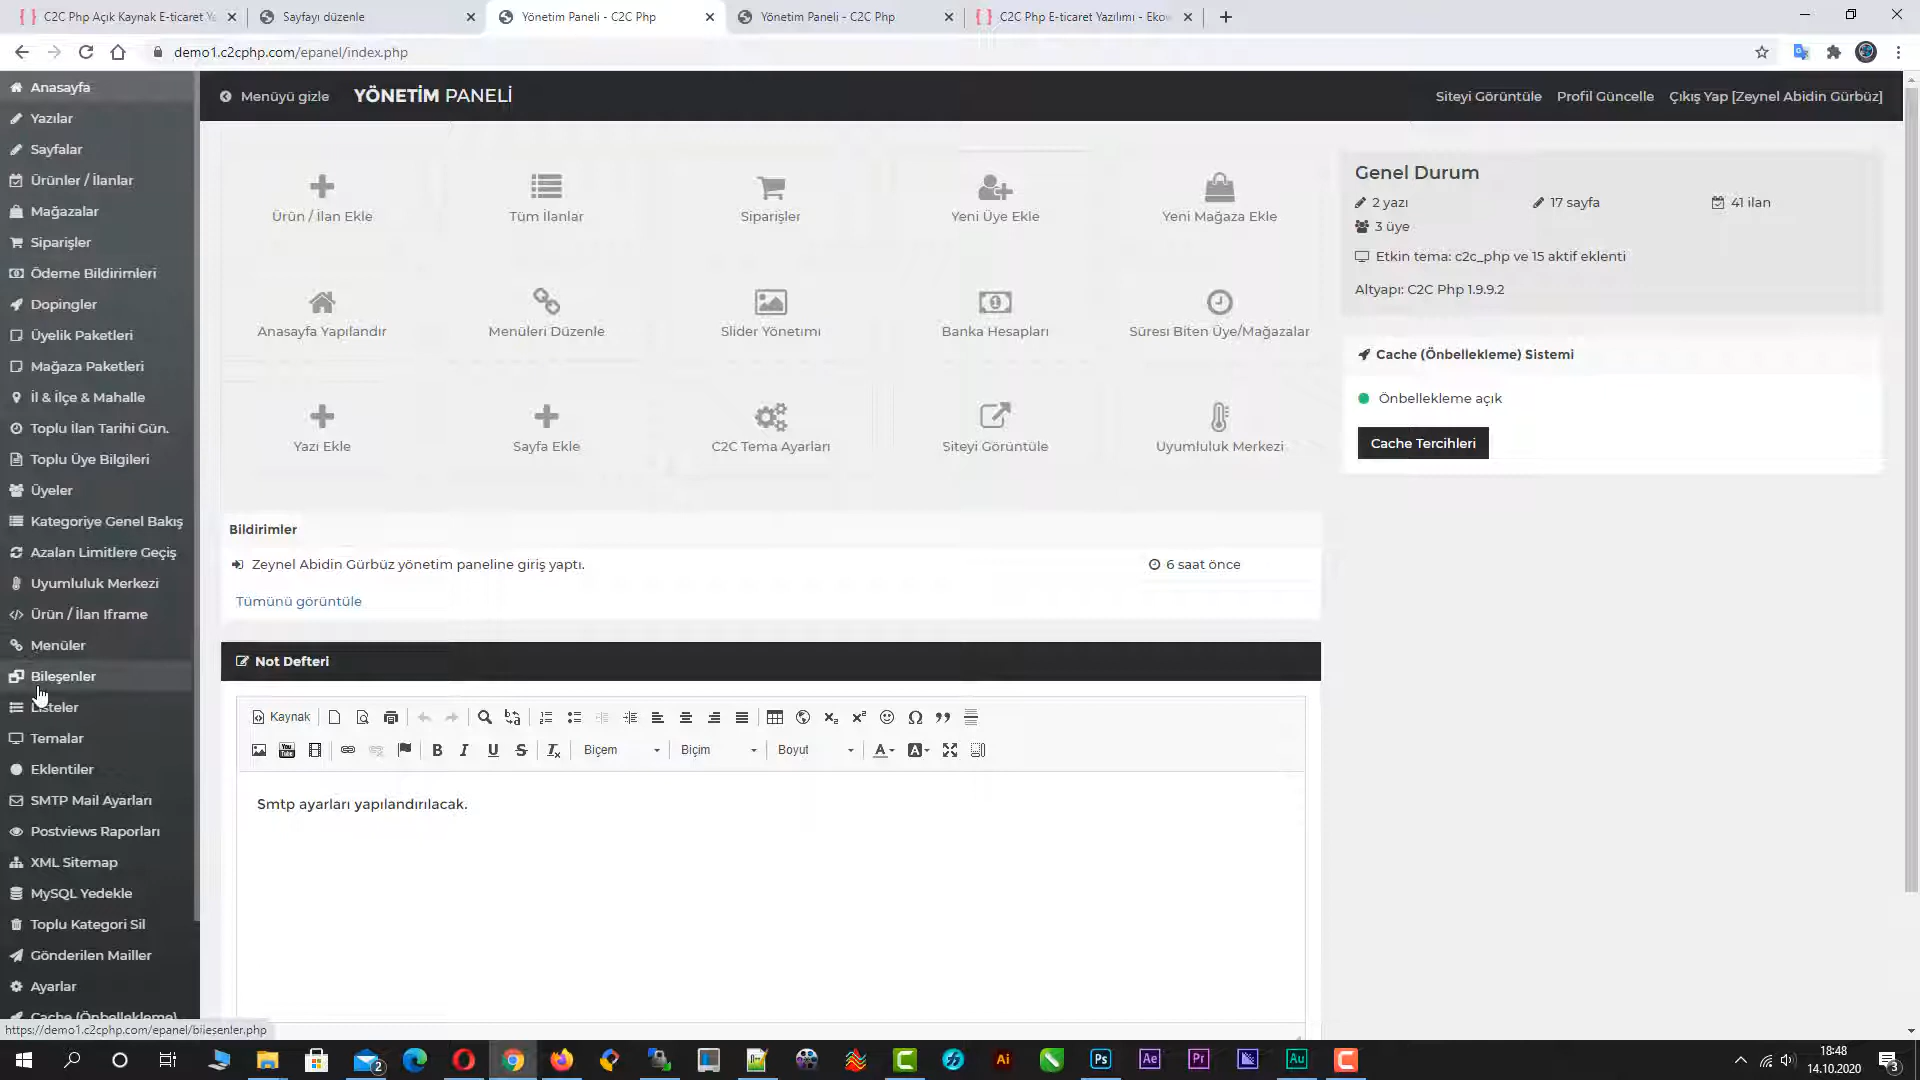 C2C Php Açık Kaynak E-ticaret Ya
Sayfayı düzenle
Yönetim Paneli - C2C Php
Yönetim Paneli - C2C Php
C2C Php E-ticaret Yazılımı - Ekow
demo1.c2cphp.com/epanel/index.php
Menüyü gizle
YÖNETİM PANELİ
Siteyi Görüntüle
Profil Güncelle
Çıkış Yap [Zeynel Abidin Gürbüz]
Anasayfa
Yazılar
Sayfalar
Ürünler / İlanlar
Mağazalar
Siparişler
Ödeme Bildirimleri
Dopingler
Üyelik Paketleri
Mağaza Paketleri
İl & İlçe & Mahalle
Toplu İlan Tarihi Gün.
Toplu Üye Bilgileri
Üyeler
Kategoriye Genel Bakış
Azalan Limitlere Geçiş
Uyumluluk Merkezi
Ürün / İlan Iframe
Menüler
Bileşenler
Listeler
Temalar
Eklentiler
SMTP Mail Ayarları
Postviews Raporları
XML Sitemap
MySQL Yedekle
Toplu Kategori Sil
Gönderilen Mailler
Ayarlar
Cache (Önbellekleme)
Ürün / İlan Ekle
Tüm İlanlar
Siparişler
Yeni Üye Ekle
Yeni Mağaza Ekle
Anasayfa Yapılandır
Menüleri Düzenle
Slider Yönetimi
Banka Hesapları
Süresi Biten Üye/Mağazalar
Yazı Ekle
Sayfa Ekle
C2C Tema Ayarları
Siteyi Görüntüle
Uyumluluk Merkezi
Genel Durum
2 yazı
17 sayfa
41 ilan
3 üye
Etkin tema: c2c_php ve 15 aktif eklenti
Altyapı: C2C Php 1.9.9.2
Cache (Önbellekleme) Sistemi
Önbellekleme açık
Cache Tercihleri
Bildirimler
Zeynel Abidin Gürbüz yönetim paneline giriş yaptı.
6 saat önce
Tümünü görüntüle
Not Defteri
Kaynak
Biçem
Biçim
Boyut
Smtp ayarları yapılandırılacak.
https://demo1.c2cphp.com/epanel/bilesenler.php
2
Ai
Ps
Ae
Pr
Au
18:48
14.10.2020
3